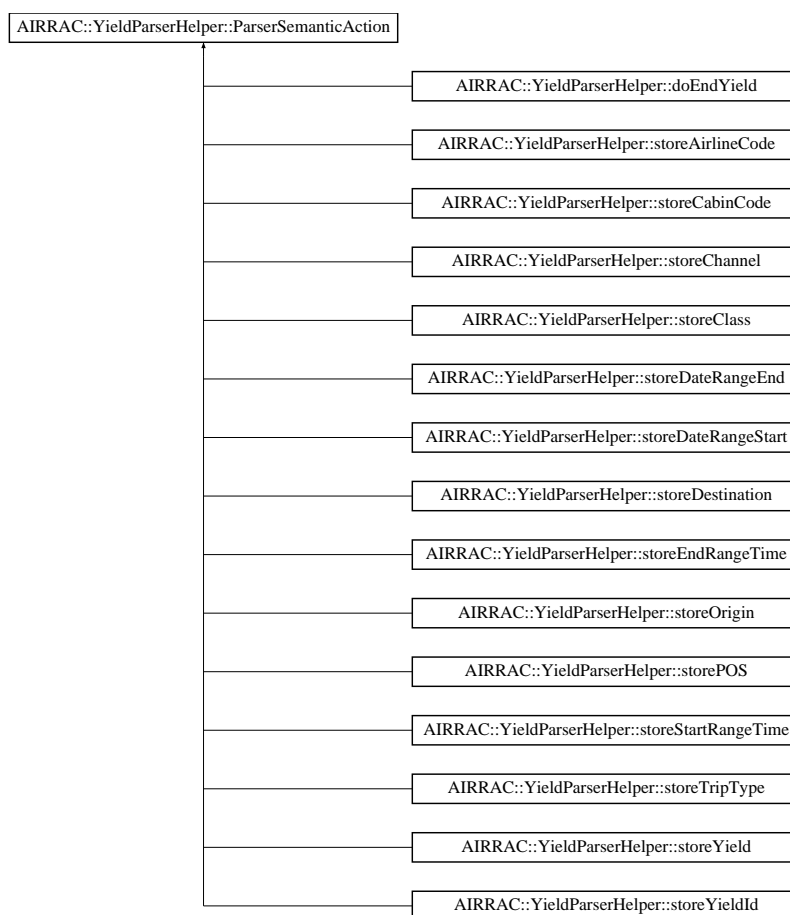 AIRRAC::YieldParserHelper::ParserSemanticAction
AIRRAC::YieldParserHelper::doEndYield
AIRRAC::YieldParserHelper::storeAirlineCode
AIRRAC::YieldParserHelper::storeCabinCode
AIRRAC::YieldParserHelper::storeChannel
AIRRAC::YieldParserHelper::storeClass
AIRRAC::YieldParserHelper::storeDateRangeEnd
AIRRAC::YieldParserHelper::storeDateRangeStart
AIRRAC::YieldParserHelper::storeDestination
AIRRAC::YieldParserHelper::storeEndRangeTime
AIRRAC::YieldParserHelper::storeOrigin
AIRRAC::YieldParserHelper::storePOS
AIRRAC::YieldParserHelper::storeStartRangeTime
AIRRAC::YieldParserHelper::storeTripType
AIRRAC::YieldParserHelper::storeYield
AIRRAC::YieldParserHelper::storeYieldId